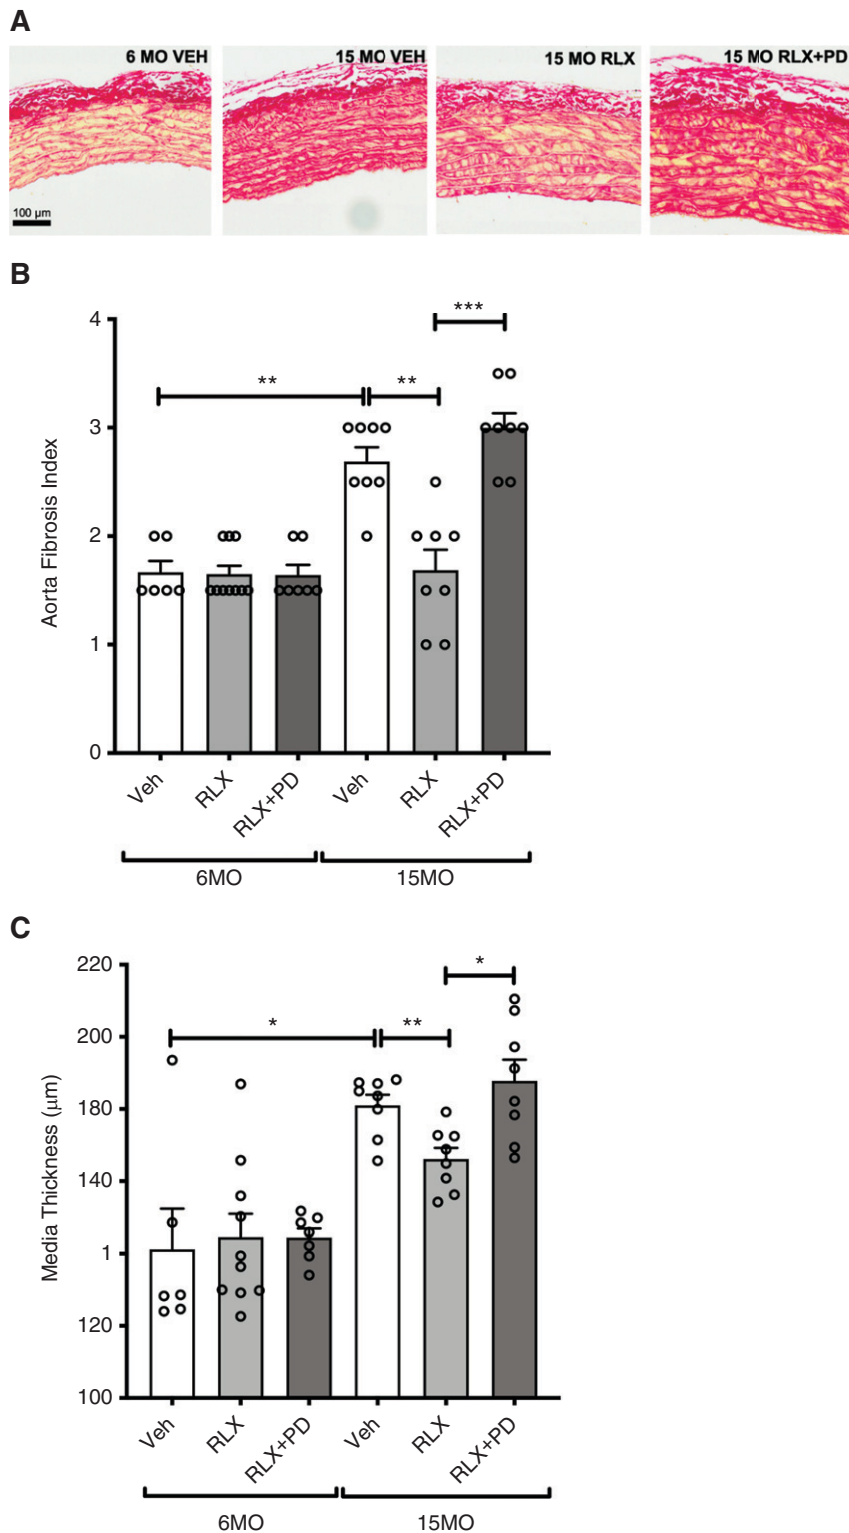 A
6 MO VEH
15 MO VEH
15 MO RLX
15 MO RLX+PD
100 µm
B
***
**
**
4
3
2
1
0
Aorta Fibrosis Index
Veh
RLX
RLX+PD
Veh
RLX
RLX+PD
6MO
15MO
C
*
*
**
220
200
180
140
1
120
100
Media Thickness (µm)
Veh
RLX
RLX+PD
Veh
RLX
RLX+PD
6MO
15MO